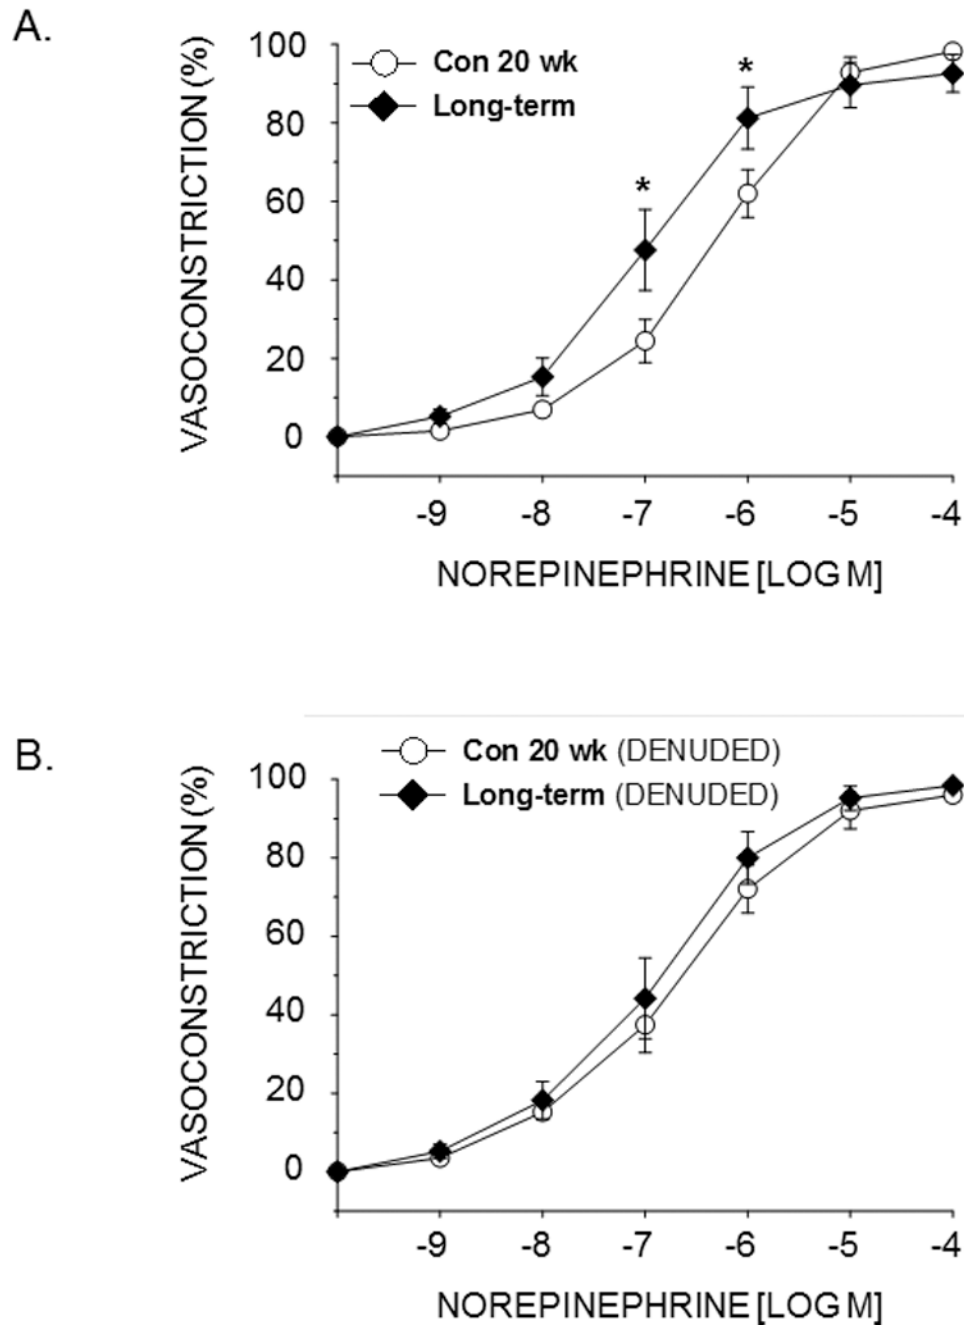 A.
VASOCONSTRICTION (%)
100
80
60
40
20
0
Con 20 wk
Long-term
*
*
-9 -8 -7 -6 -5 -4
NOREPINEPHRINE [LOG M]
B.
VASOCONSTRICTION (%)
100
80
60
40
20
0
Con 20 wk (DENUDED)
Long-term (DENUDED)
-9 -8 -7 -6 -5 -4
NOREPINEPHRINE [LOG M]